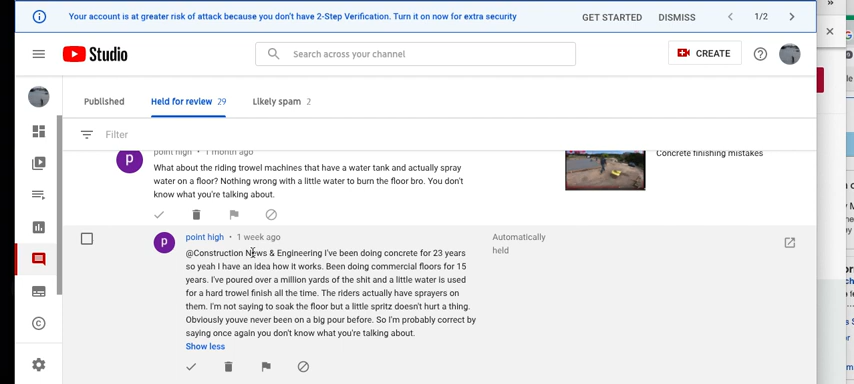 Your account is at greater risk of attack because you don't have 2-Step Verification. Turn it on now for extra security
GET STARTED
DISMISS
1/2
Studio
Search across your channel
CREATE
Published
Held for review 29
Likely spam 2
Filter
point high • 1 month ago
What about the riding trowel machines that have a water tank and actually spray
water on a floor? Nothing wrong with a little water to burn the floor bro. You don't
know what you're talking about.
Concrete finishing mistakes
point high • 1 week ago
@Construction News & Engineering I've been doing concrete for 23 years
so yeah I have an idea how it works. Been doing commercial floors for 15
years. I've poured over a million yards of the shit and a little water is used
for a hard trowel finish all the time. The riders actually have sprayers on
them. I'm not saying to soak the floor but a little spritz doesn't hurt a thing.
Obviously youve never been on a big pour before. So I'm probably correct by
saying once again you don't know what you're talking about.
Show less
Automatically
held